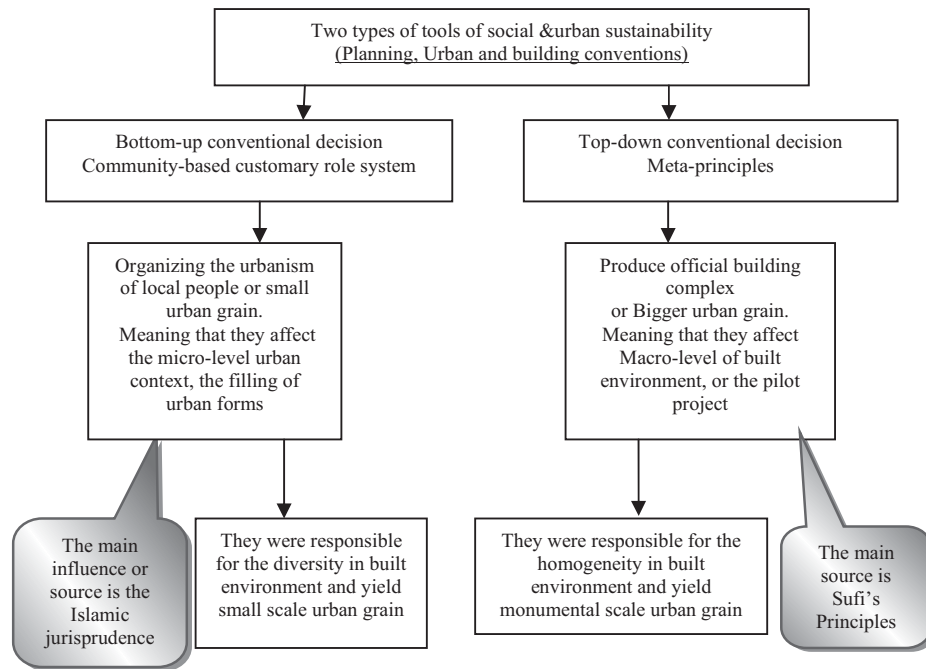 Two types of tools of social &urban sustainability
(Planning, Urban and building conventions)
Bottom-up conventional decision
Community-based customary role system
Top-down conventional decision
Meta-principles
Organizing the urbanism
of local people or small
urban grain.
Meaning that they affect
the micro-level urban
context, the filling of
urban forms
Produce official building
complex
or Bigger urban grain.
Meaning that they affect
Macro-level of built
environment, or the pilot
project
The main
influence or
source is the
Islamic
jurisprudence
They were responsible
for the diversity in built
environment and yield
small scale urban grain
They were responsible for the
homogeneity in built
environment and yield
monumental scale urban grain
The main
source is
Sufi’s
Principles